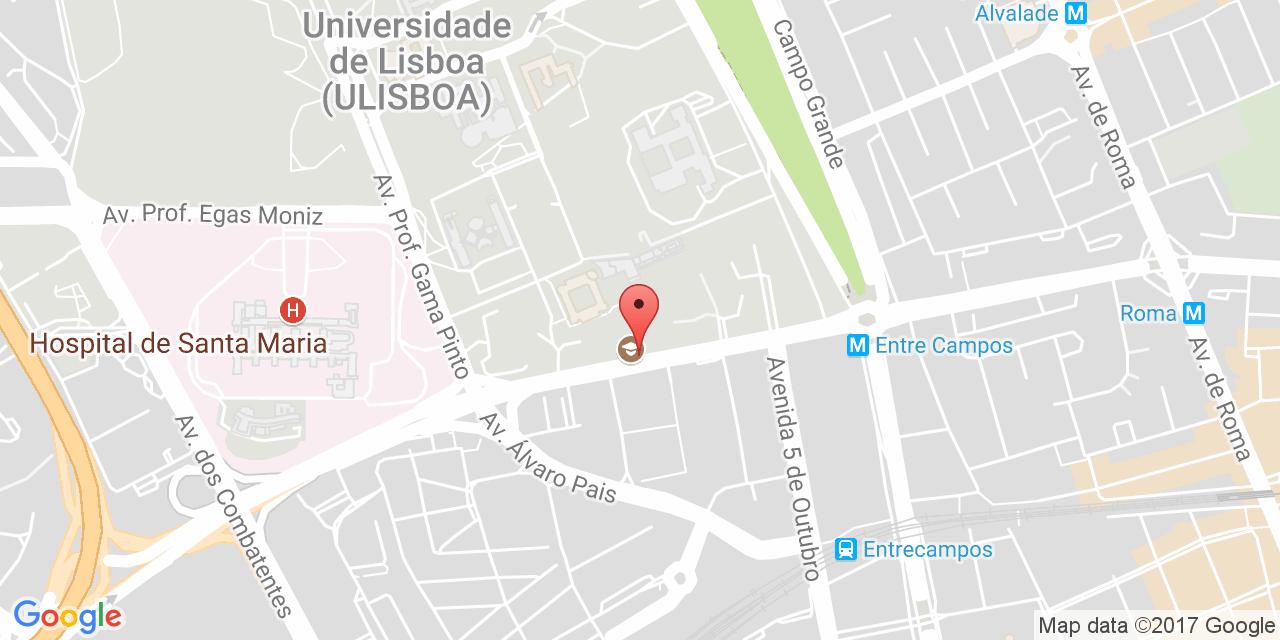 Universidade
de Lisboa
(ULISBOA)
Alvalade M
Campo Grande
Av. de Roma
Av. Prof. Egas Moniz
Av. Prof. Gama Pinto
H
Hospital de Santa Maria
Roma M
M Entre Campos
Av. de Roma
Avenida 5 de Outubro
Av. Álvaro Pais
Av. dos Combatentes
Entrecampos
Google
Map data ©2017 Google